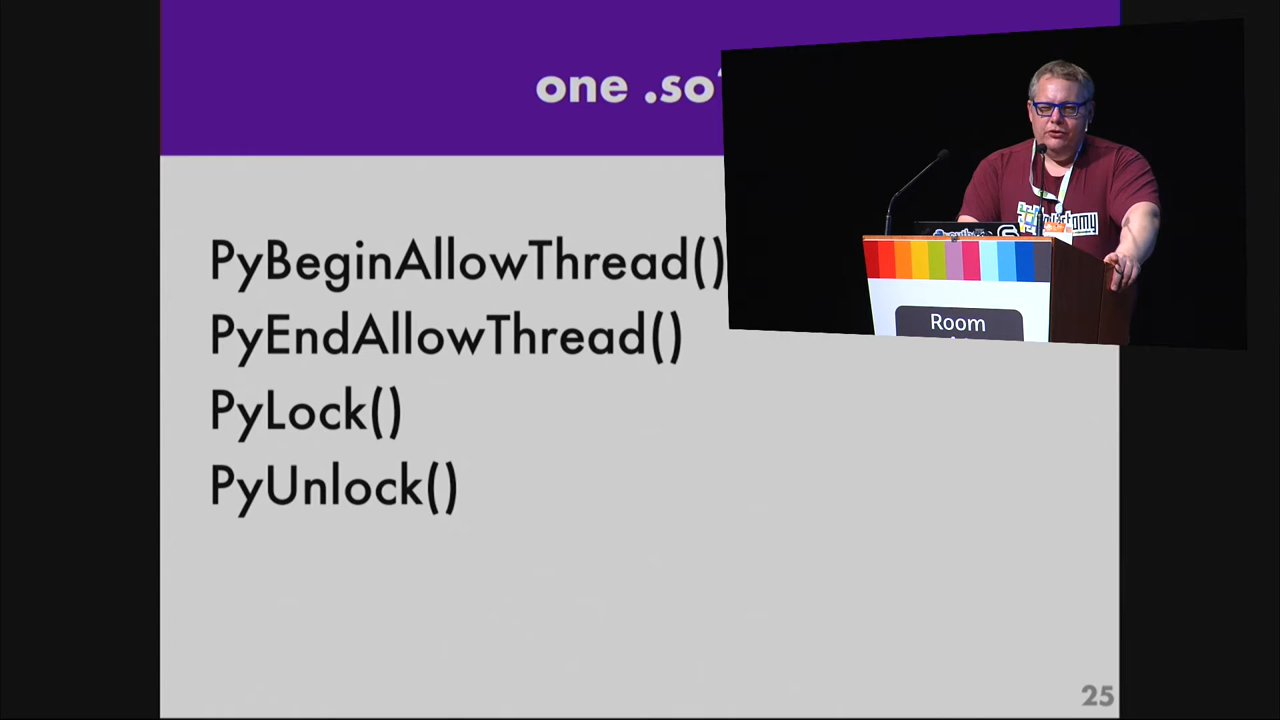 one .so
PyBeginAllowThread()
PyEndAllowThread()
PyLock()
PyUnlock()
Room
25